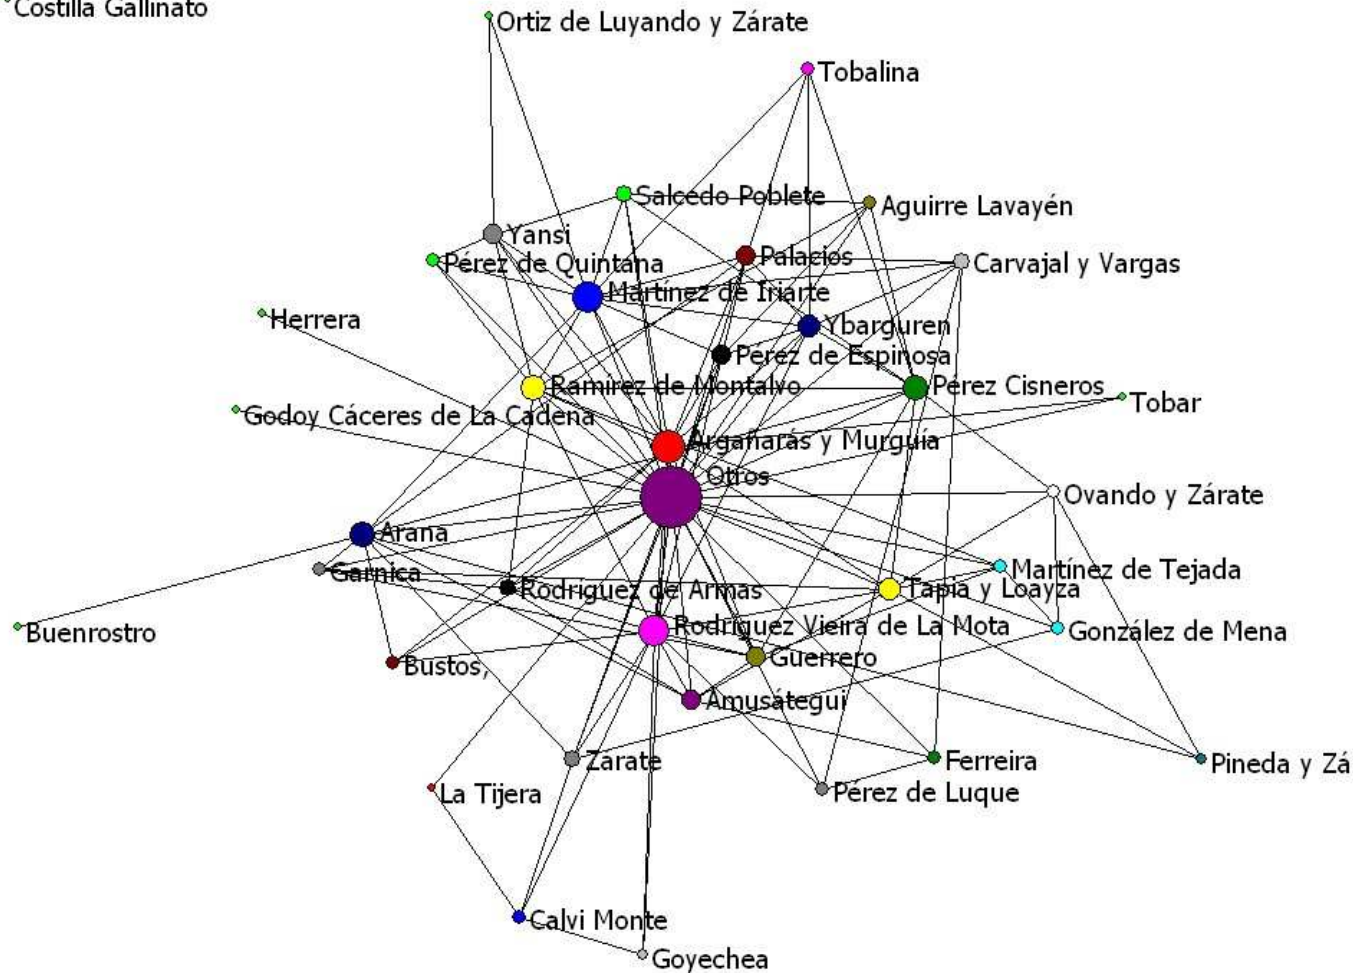 Costilla Gallinato
Ortiz de Luyando y Zárate
Tobalina
Salcedo Poblete
Aguirre Lavayén
Yansi
Palacios
Pérez de Quintana
Carvajal y Vargas
Martínez de Iriarte
Herrera
Ybarguren
Pérez de Espinosa
Ramírez de Montalvo
Pérez Cisneros
Godoy Cáceres de La Cadena
Tobar
Argañarás y Murguía
Otros
Ovando y Zárate
Arana
Garnica
Martínez de Tejada
Rodríguez de Armas
Tapia y Loayza
Buenrostro
Rodríguez Vieira de La Mota
González de Mena
Bustos,
Guerrero
Amusátegui
Zarate
Ferreira
Pineda y Zá
La Tijera
Pérez de Luque
Calvi Monte
Goyechea